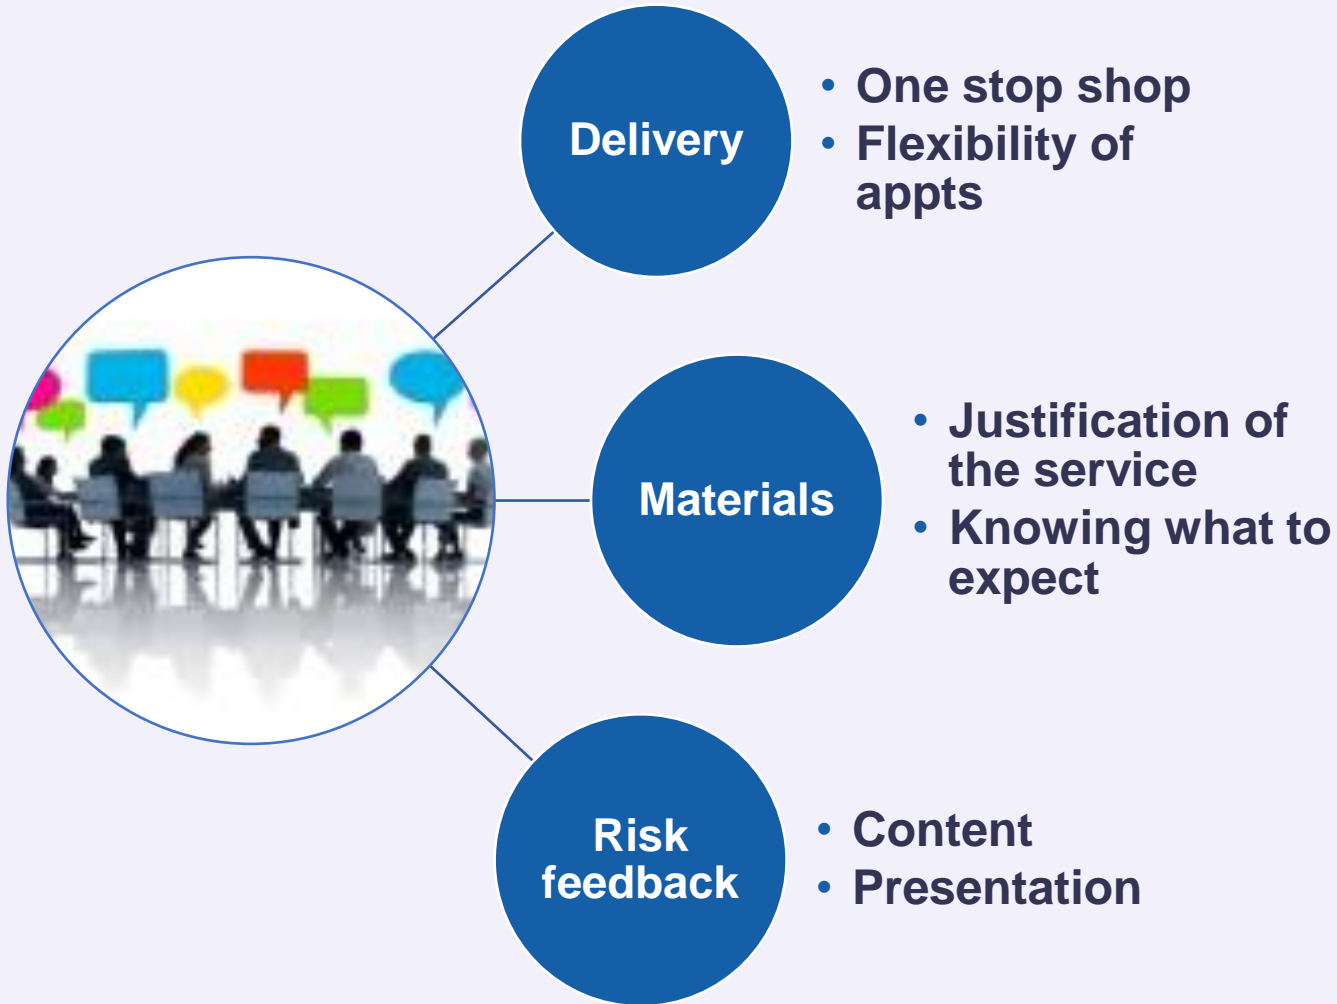 Delivery
• One stop shop
• Flexibility of
appts
Materials
• Justification of
the service
• Knowing what to
expect
Risk
feedback
• Content
• Presentation